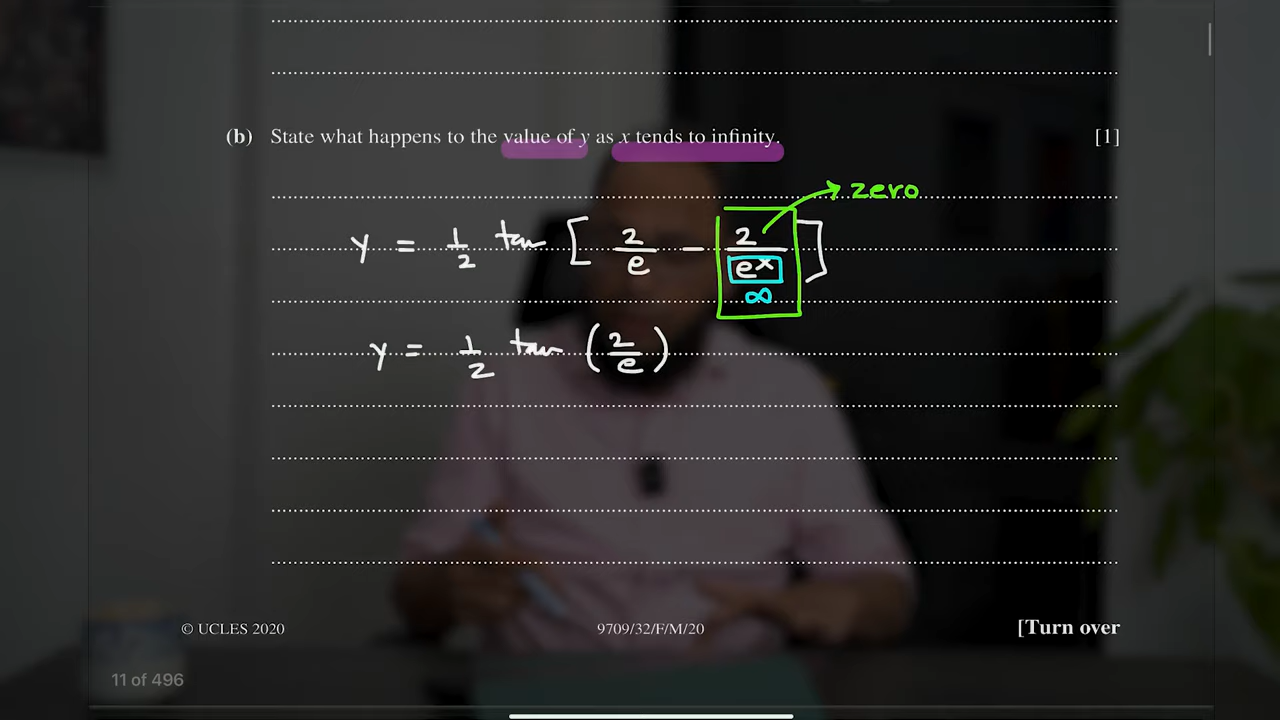 (b) State what happens to the value of y as x tends to infinity. [1]
→ zero
y = 1/2 tan [ 2/e − 2/e^x ]
∞
y = 1/2 tan (2/e)
© UCLES 2020 9709/32/F/M/20 [Turn over
11 of 496